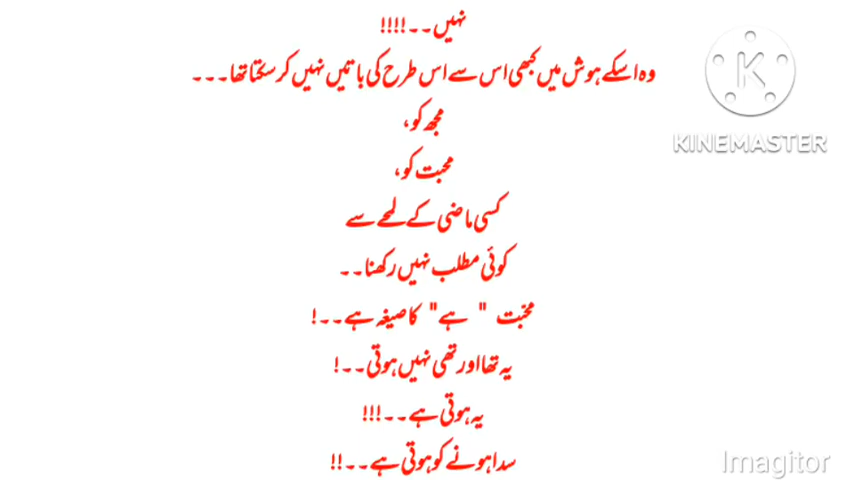 نہیں۔۔!!!!
وہ اسکے ہوش میں کبھی اس سے اس طرح کی باتیں نہیں کر سکتا تھا۔۔۔
مجھ کو،
محبت کو،
کسی ماضی کے لمحے سے
کوئی مطلب نہیں رکھنا۔۔
محبّت " ہے" کا صیغہ ہے۔۔!
یہ تھا اور تھی نہیں ہوتی۔۔!
یہ ہوتی ہے۔۔!!!
سدا ہونے کو ہوتی ہے۔۔!!
KINEMASTER
Imagitor